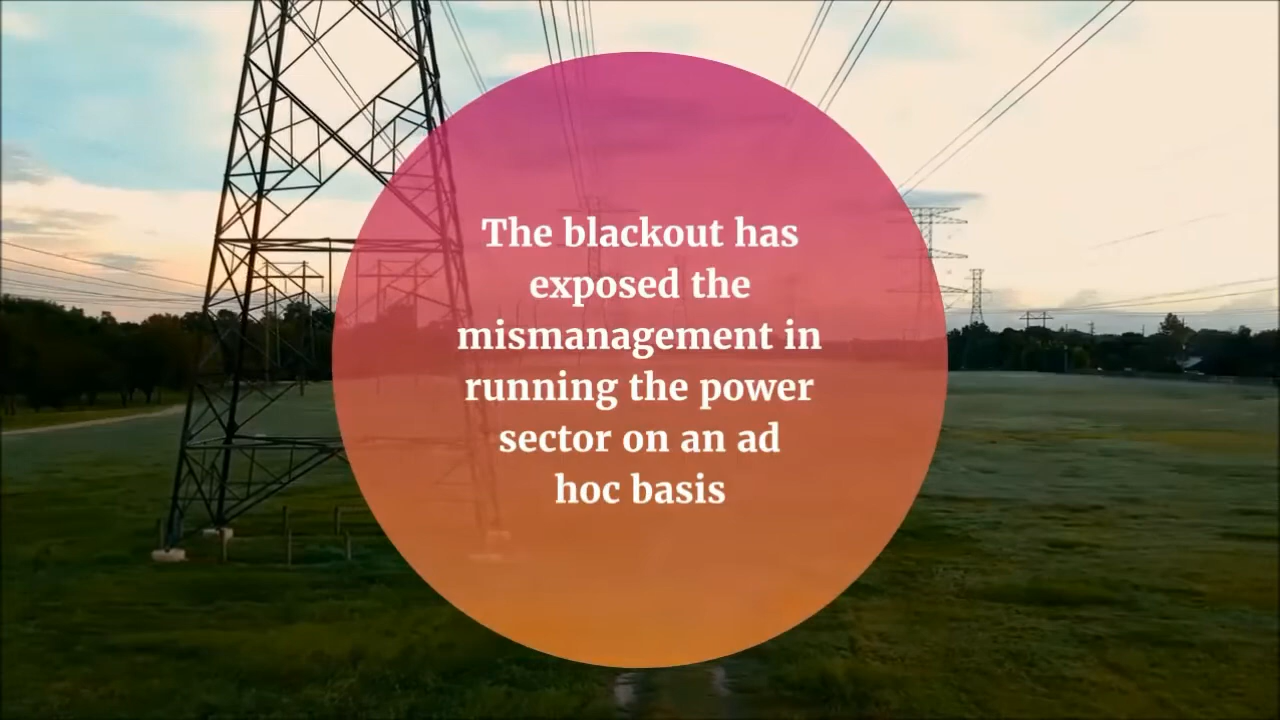 The blackout has
exposed the
mismanagement in
running the power
sector on an ad
hoc basis